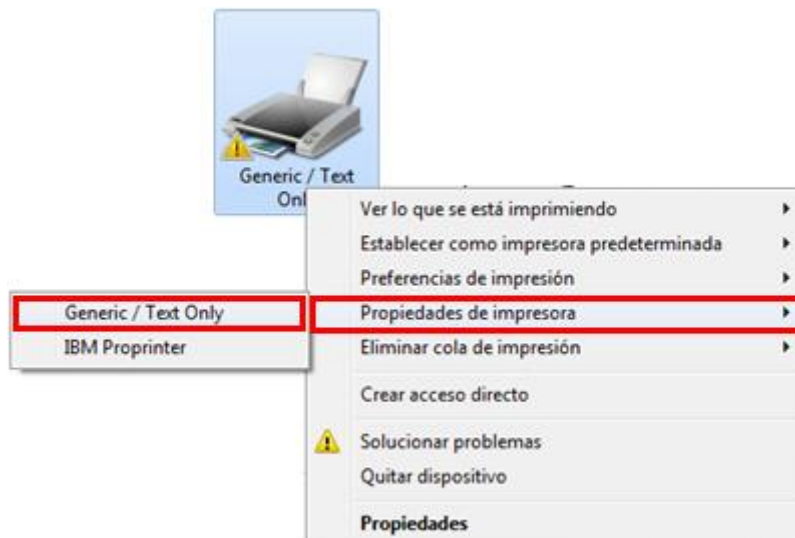 Generic / Text
Onl
Ver lo que se está imprimiendo
Establecer como impresora predeterminada
Preferencias de impresión
Generic / Text Only
Propiedades de impresora
IBM Proprinter
Eliminar cola de impresión
Crear acceso directo
Solucionar problemas
Quitar dispositivo
Propiedades